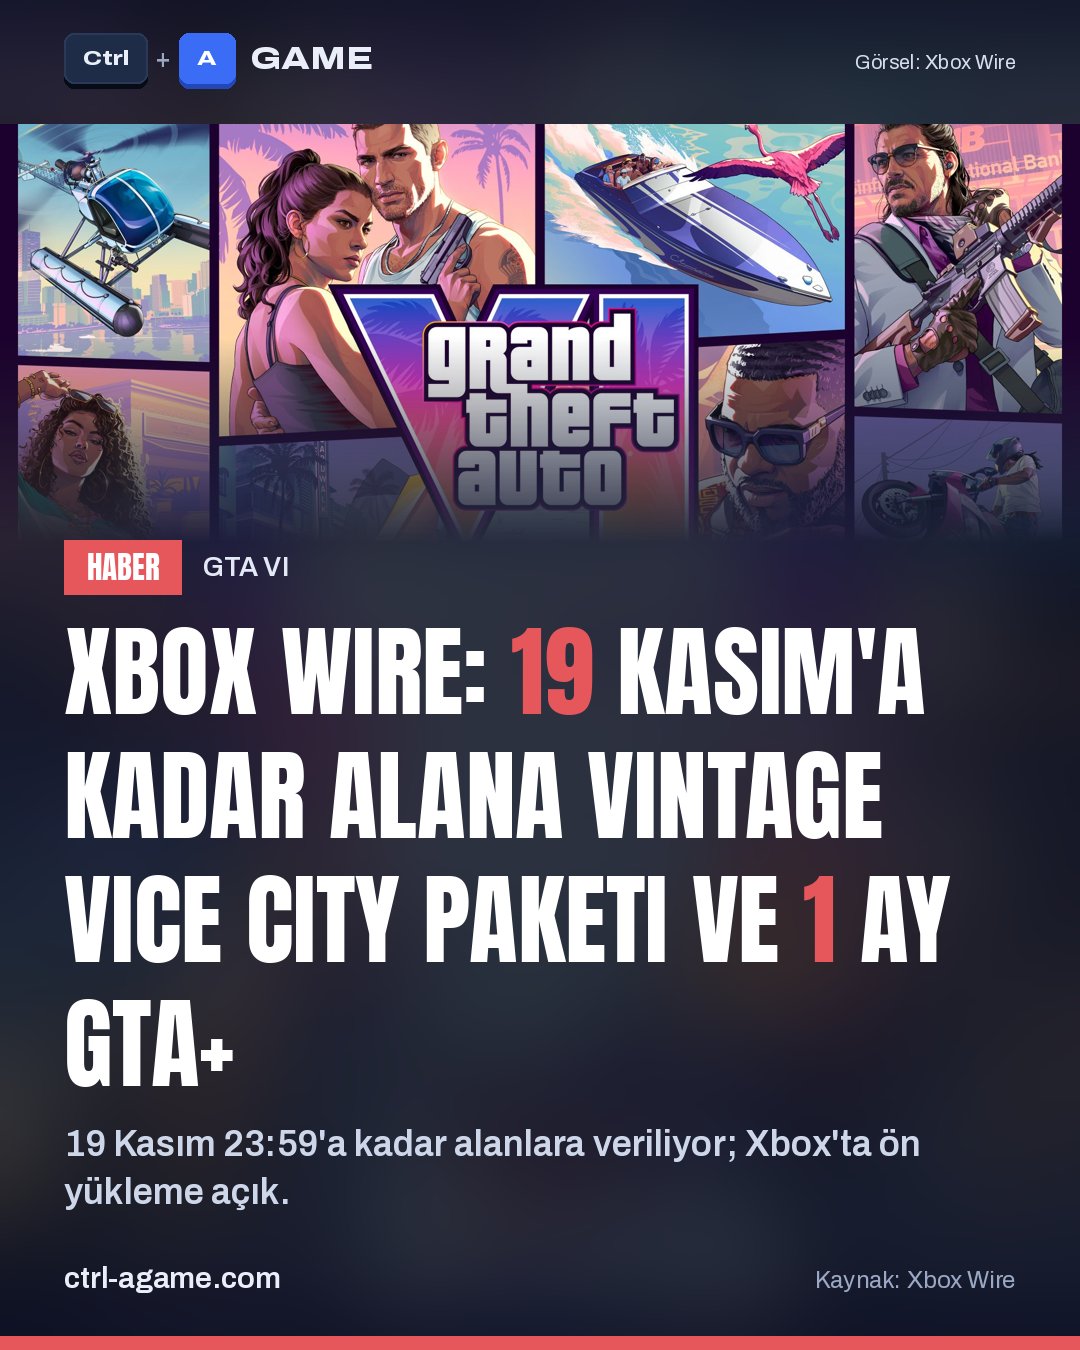 Ctrl + A GAME
Görsel: Xbox Wire
grand
theft
auto
HABER GTA VI
XBOX WIRE: 19 KASIM'A
KADAR ALANA VINTAGE
VICE CITY PAKETI VE 1 AY
GTA+
19 Kasım 23:59'a kadar alanlara veriliyor; Xbox'ta ön
yükleme açık.
ctrl-agame.com
Kaynak: Xbox Wire